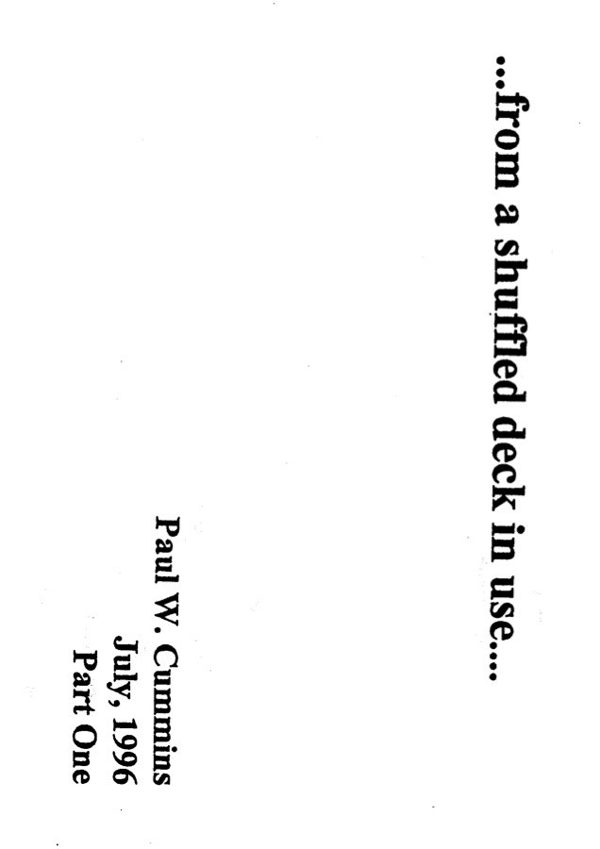 ...from a shuffled deck in use....
Paul W. Cummins
July, 1996
Part One